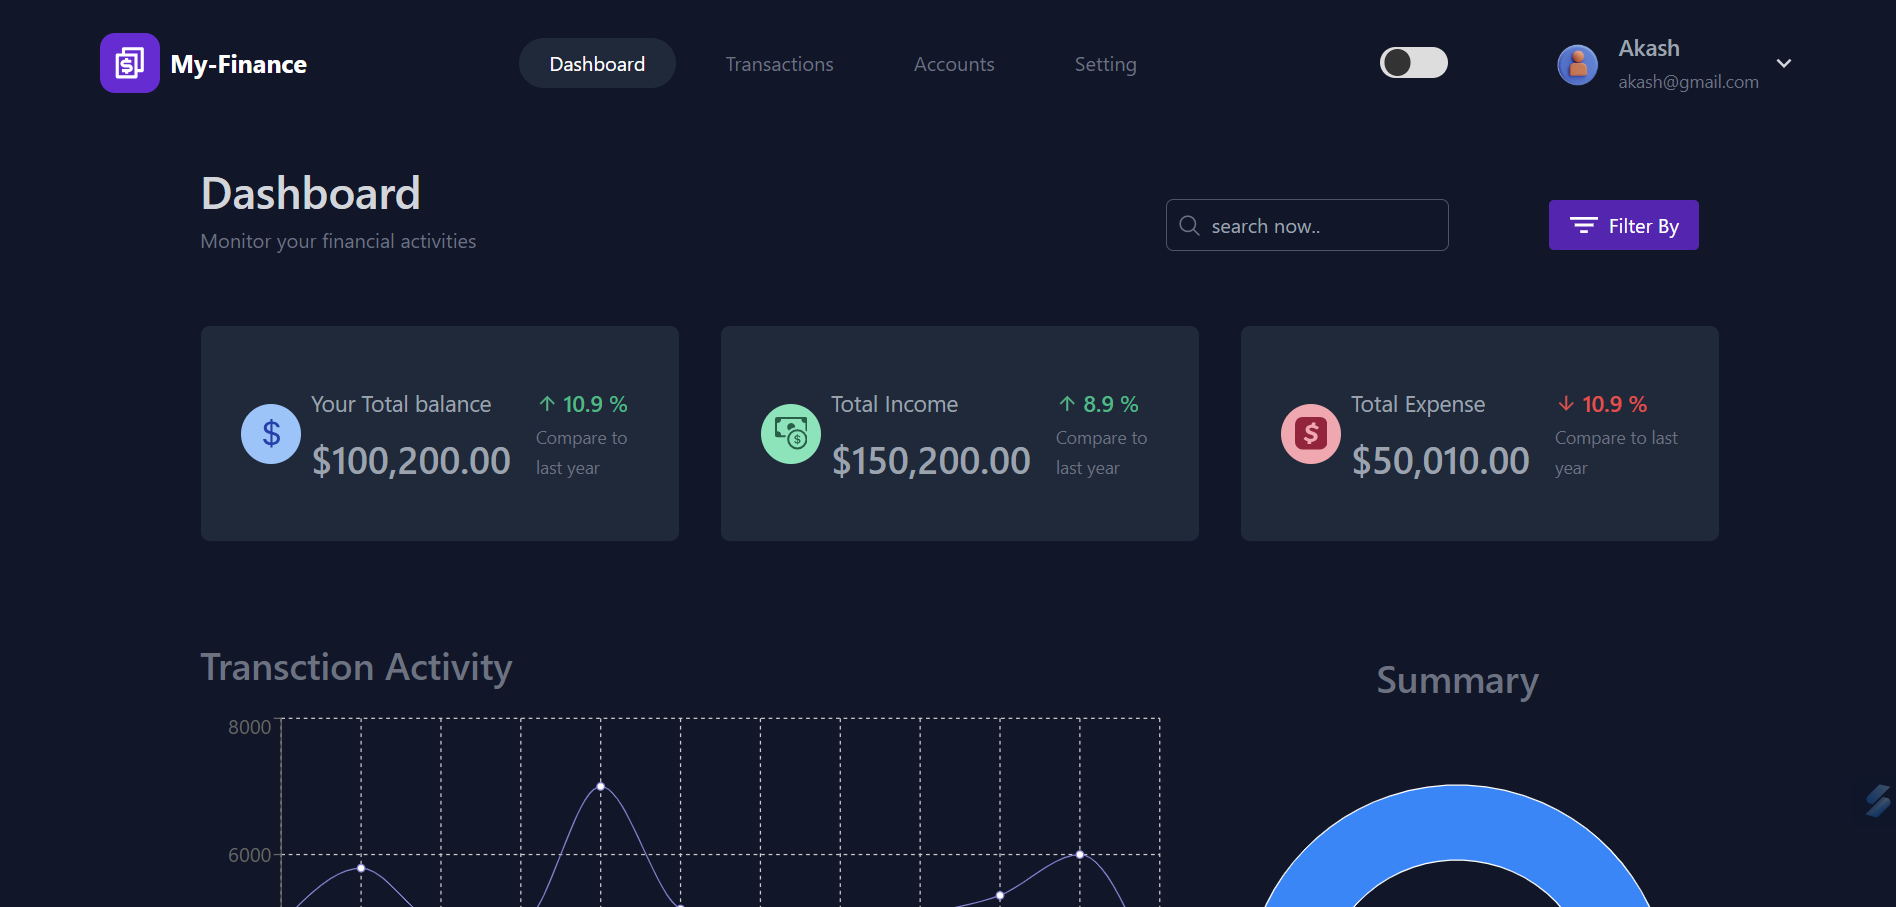 My-Finance
Dashboard
Transactions
Accounts
Setting
Akash
akash@gmail.com
Dashboard
Monitor your financial activities
search now..
Filter By
Your Total balance
10.9 %
$100,200.00
Compare to
last year
Total Income
8.9 %
$150,200.00
Compare to
last year
Total Expense
10.9 %
$50,010.00
Compare to last
year
Transction Activity
Summary
8000
6000